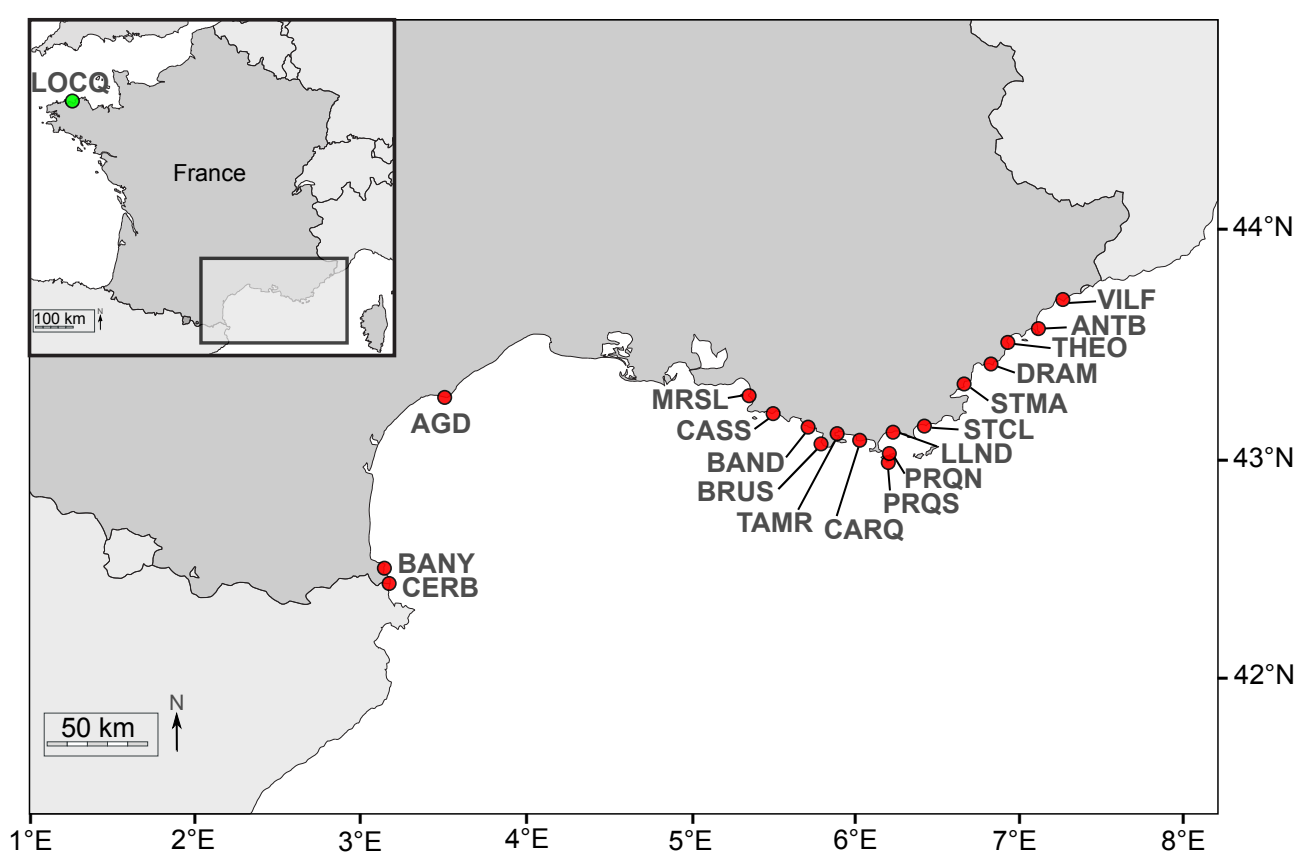 LOCQ
France
100 km
N
44°N
VILF
ANTB
THEO
DRAM
MRSL
AGD
STMA
CASS
STCL
LLND
43°N
BAND
PRQN
BRUS
PRQS
TAMR
CARQ
BANY
CERB
42°N
N
50 km
1°E 2°E 3°E 4°E 5°E 6°E 7°E 8°E